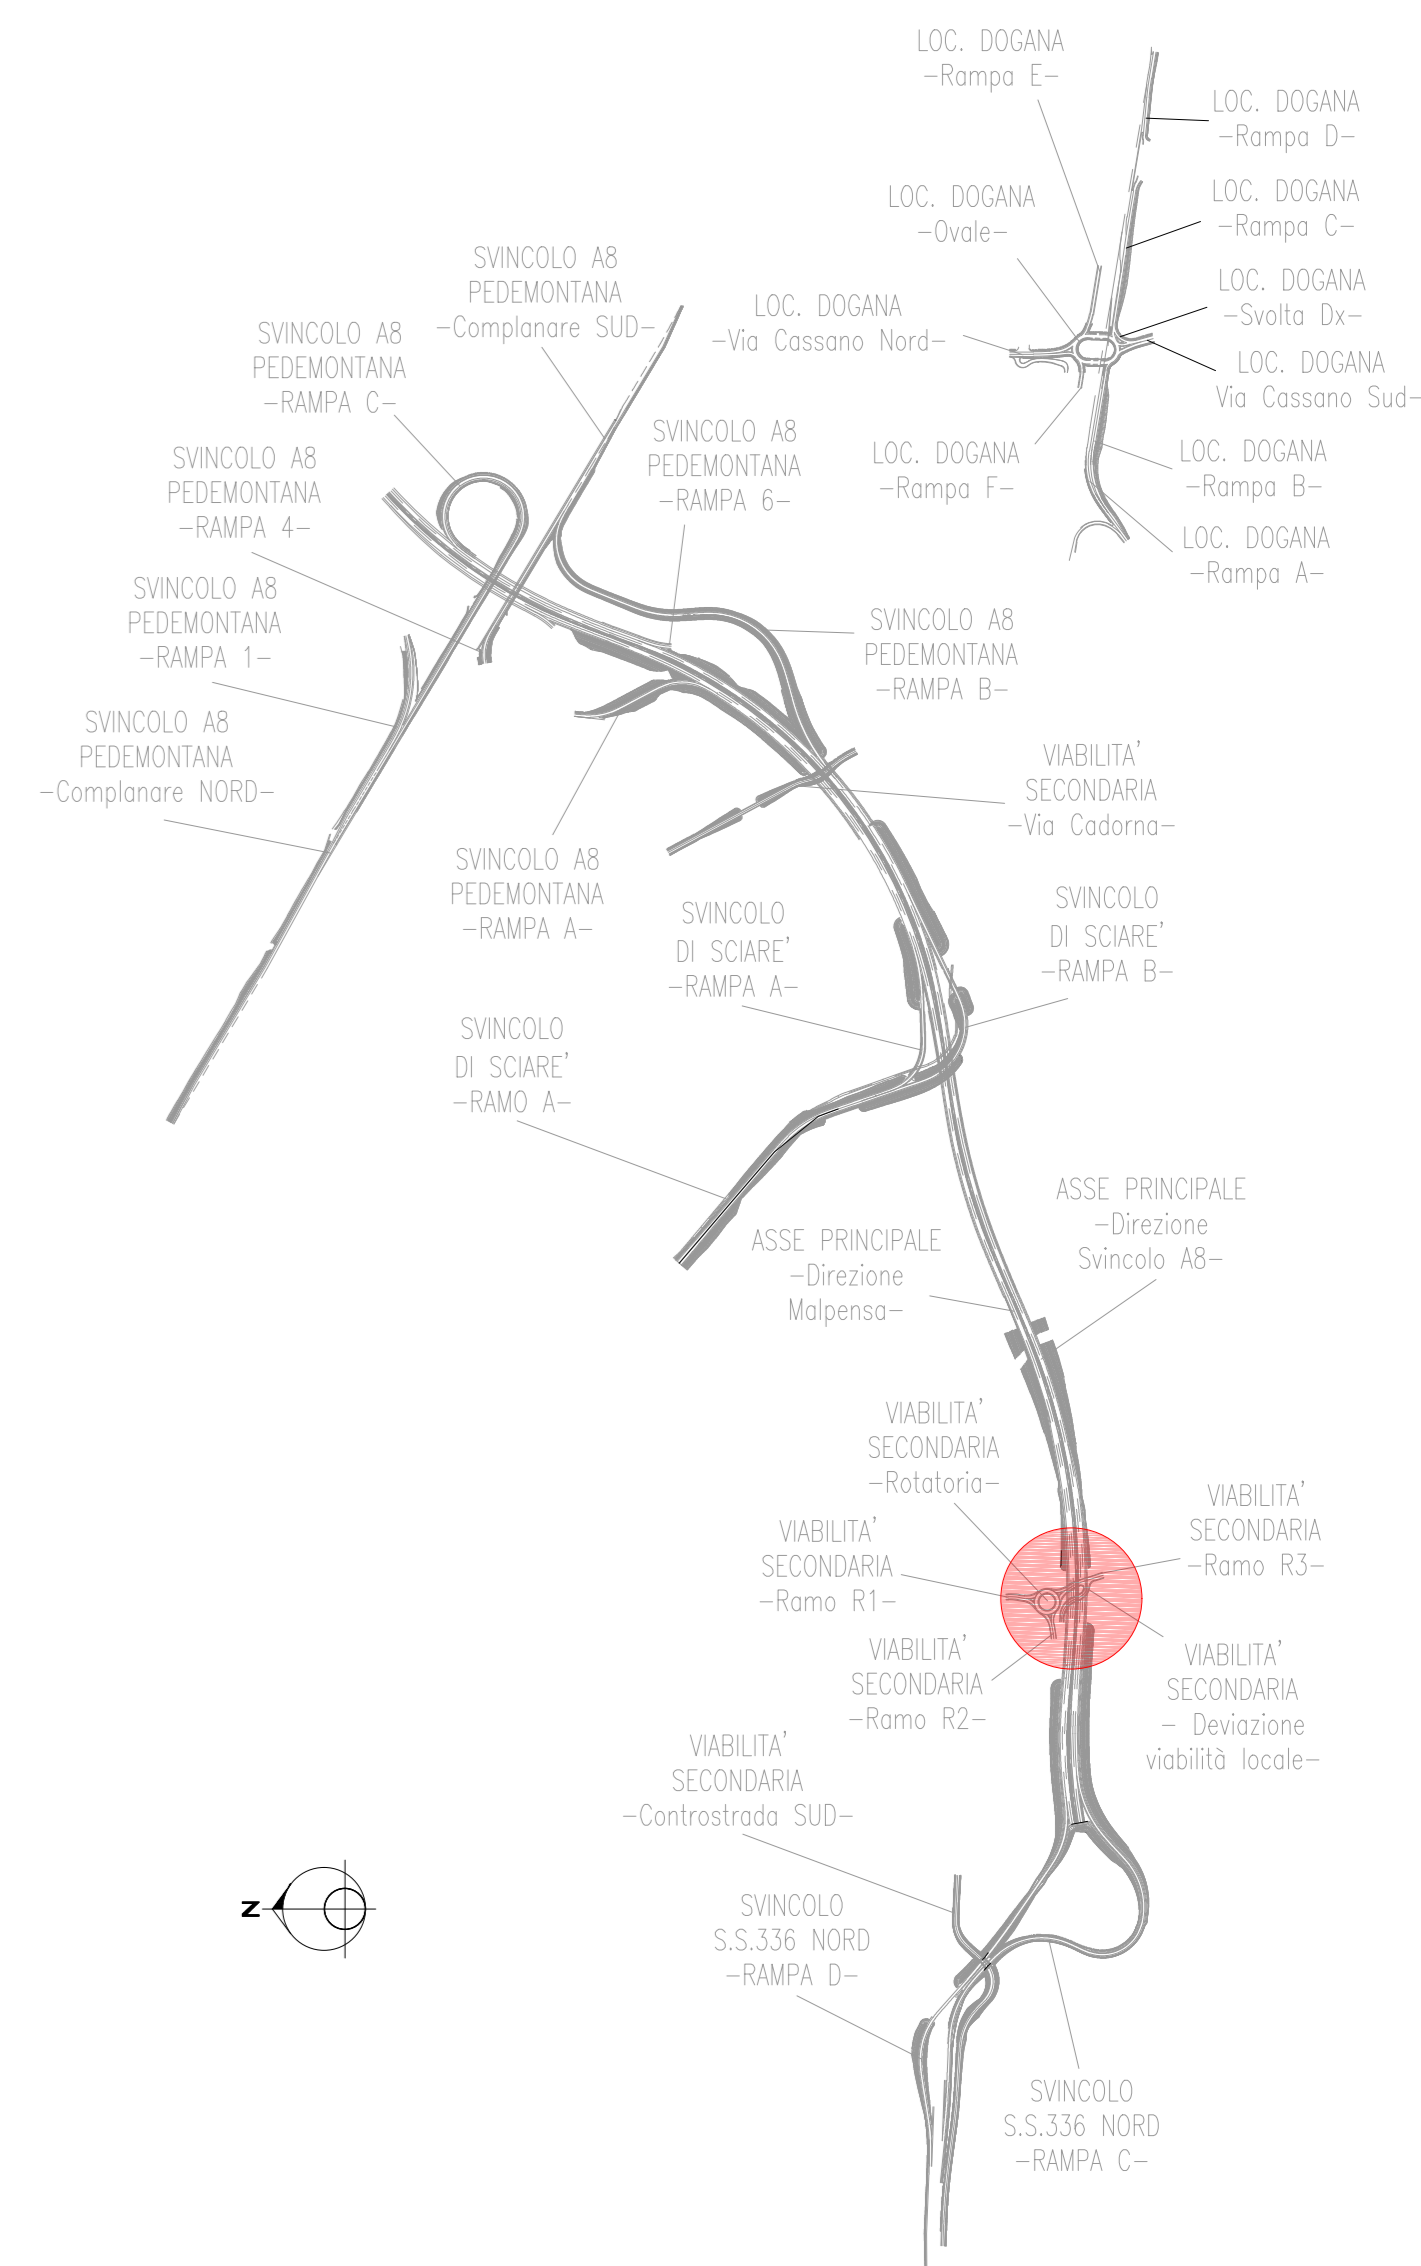 LOC. DOGANA
-Rampa E-
LOC. DOGANA
-Rampa D-
LOC. DOGANA
-Ovale-
LOC. DOGANA
-Rampa C-
SVINCOLO A8
PEDEMONTANA
-Complanare SUD-
LOC. DOGANA
-Via Cassano Nord-
LOC. DOGANA
-Svolta Dx-
SVINCOLO A8
PEDEMONTANA
-RAMPA C-
LOC. DOGANA
Via Cassano Sud-
SVINCOLO A8
PEDEMONTANA
-RAMPA 4-
SVINCOLO A8
PEDEMONTANA
-RAMPA 6-
LOC. DOGANA
-Rampa F-
LOC. DOGANA
-Rampa B-
LOC. DOGANA
-Rampa A-
SVINCOLO A8
PEDEMONTANA
-RAMPA 1-
SVINCOLO A8
PEDEMONTANA
-RAMPA B-
SVINCOLO A8
PEDEMONTANA
-Complanare NORD-
VIABILITA'
SECONDARIA
-Via Cadorna-
SVINCOLO A8
PEDEMONTANA
-RAMPA A-
SVINCOLO
DI SCIARE'
-RAMPA A-
SVINCOLO
DI SCIARE'
-RAMPA B-
SVINCOLO
DI SCIARE'
-RAMO A-
ASSE PRINCIPALE
-Direzione
Svincolo A8-
ASSE PRINCIPALE
-Direzione
Malpensa-
VIABILITA'
SECONDARIA
-Rotatoria-
VIABILITA'
SECONDARIA
-Ramo R3-
VIABILITA'
SECONDARIA
-Ramo R1-
VIABILITA'
SECONDARIA
-Ramo R2-
VIABILITA'
SECONDARIA
- Deviazione
viabilità locale-
VIABILITA'
SECONDARIA
-Controstrada SUD-
N
SVINCOLO
S.S.336 NORD
-RAMPA D-
SVINCOLO
S.S.336 NORD
-RAMPA C-